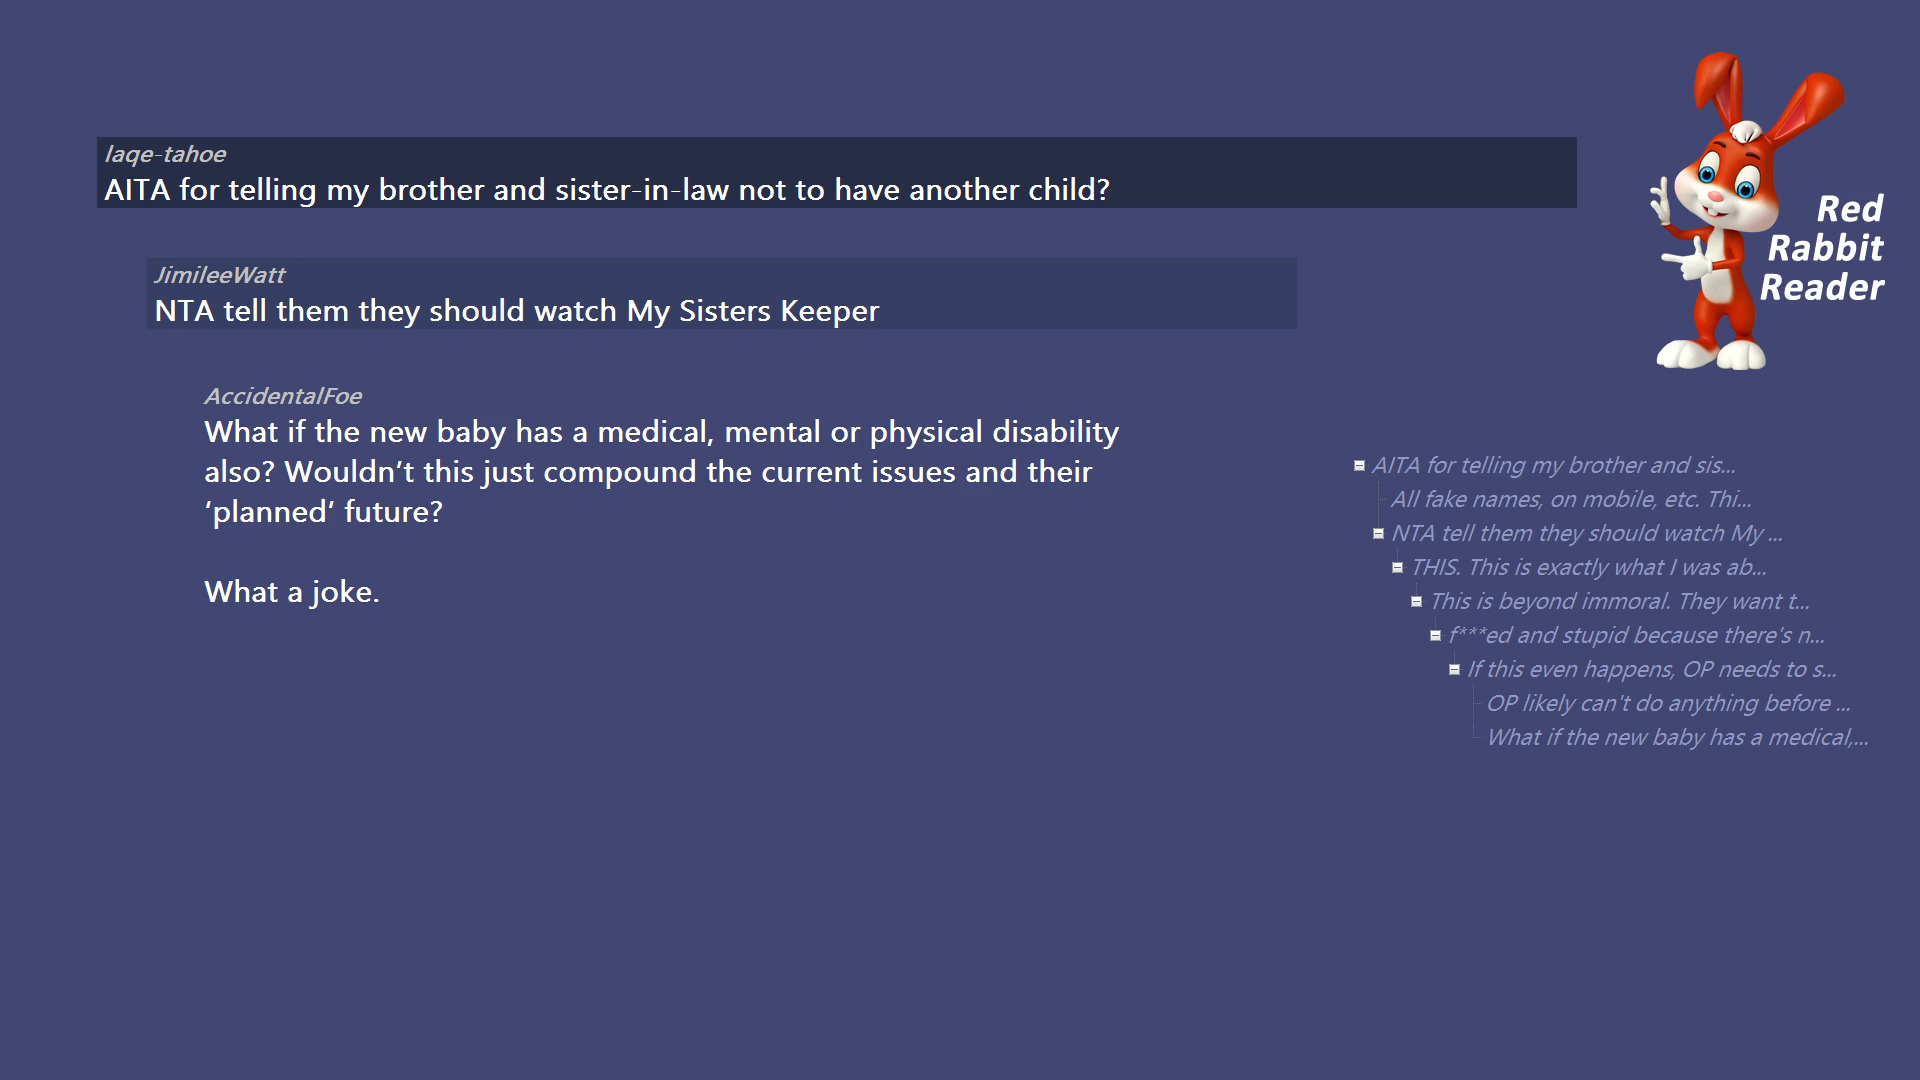 laqe-tahoe
AITA for telling my brother and sister-in-law not to have another child?
JimileeWatt
NTA tell them they should watch My Sisters Keeper
AccidentalFoe
What if the new baby has a medical, mental or physical disability
also? Wouldn’t this just compound the current issues and their
‘planned’ future?
What a joke.
Red
Rabbit
Reader
AITA for telling my brother and sis...
All fake names, on mobile, etc. Thi...
NTA tell them they should watch My ...
THIS. This is exactly what I was ab...
This is beyond immoral. They want t...
f***ed and stupid because there's n...
If this even happens, OP needs to s...
OP likely can't do anything before ...
What if the new baby has a medical,...